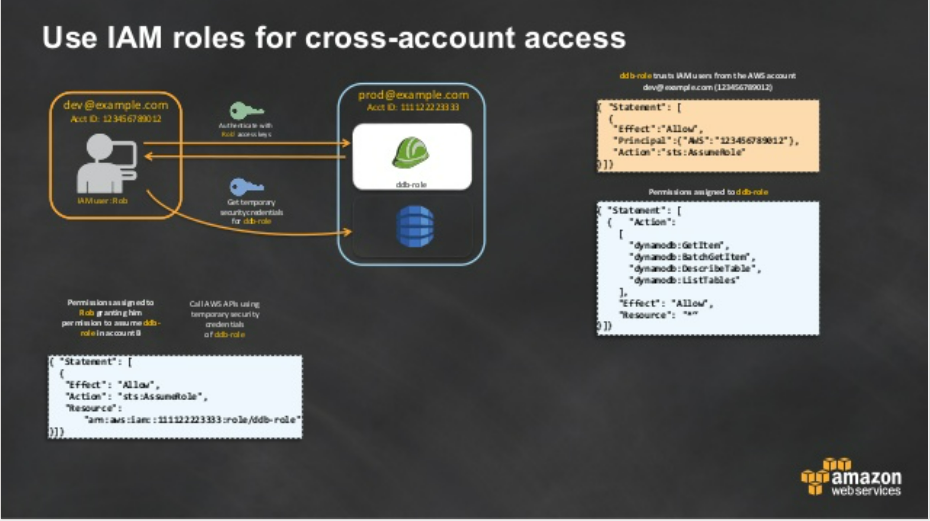 Use IAM roles for cross-account access
dev@example.com
Acct ID: 123456789012
IAM user: Rob
Authenticate with
Rob' access keys
Get temporary
security credentials
for ddb-role
prod@example.com
Acct ID: 111122223333
ddb-role
ddb-role trusts IAM users from the AWS account
dev@example.com (123456789012)
{ "Statement": [
{
"Effect":"Allow",
"Principal":{"AWS":"123456789012"},
"Action":"sts:AssumeRole"
}]}
Permissions assigned to ddb-role
{ "Statement": [
{ "Action":
[
"dynamodb:GetItem",
"dynamodb:BatchGetItem",
"dynamodb:DescribeTable",
"dynamodb:ListTables"
],
"Effect": "Allow",
"Resource": "*"
}]}
Permissions assigned to
Rob granting him
permission to assume ddb-
role in account B
Call AWS APIs using
temporary security
credentials
of ddb-role
{ "Statement": [
{
"Effect": "Allow",
"Action": "sts:AssumeRole",
"Resource":
"arn:aws:iam::111122223333:role/ddb-role"
}]}
amazon
web services